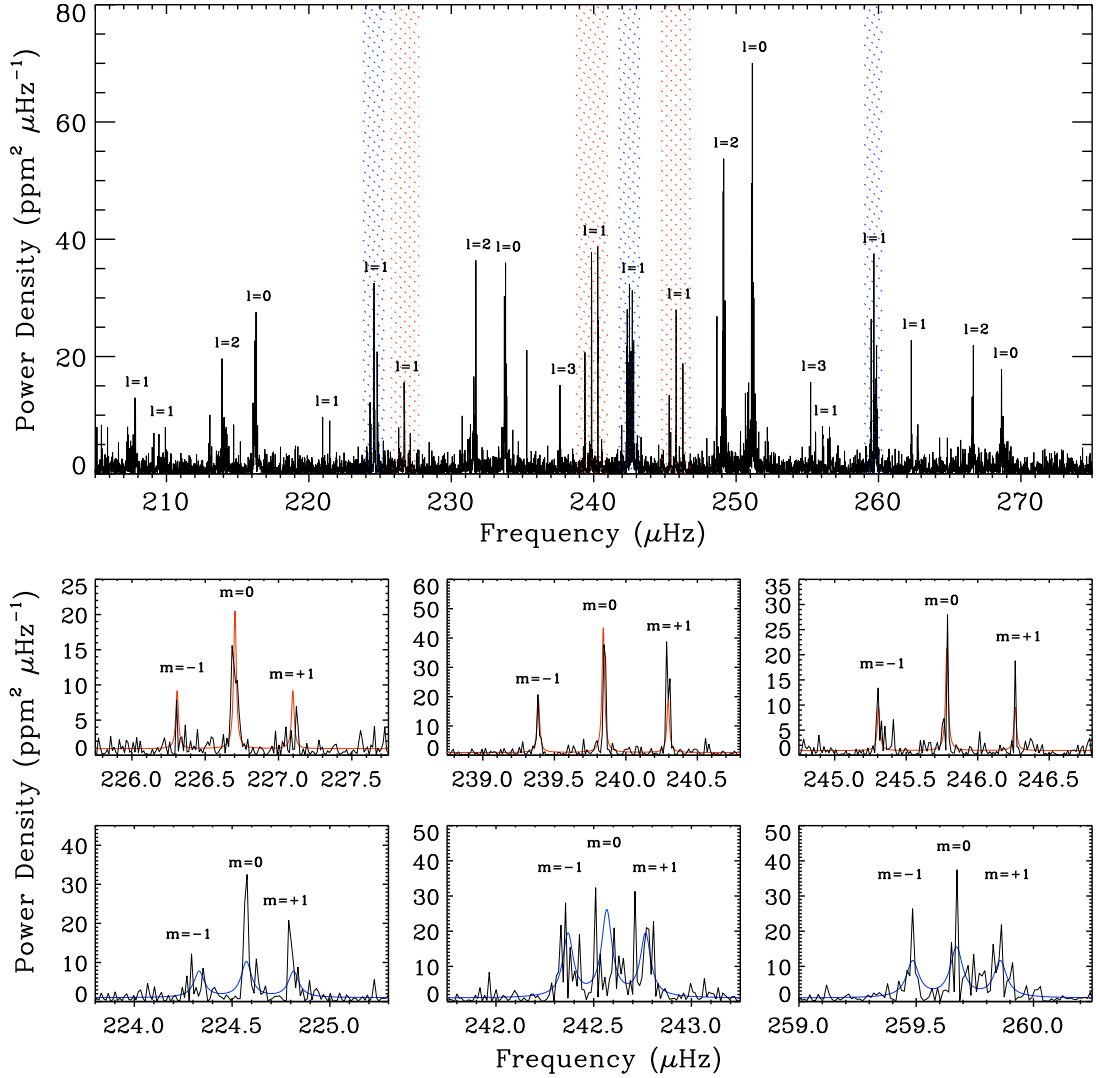 80
60
40
20
0
Power Density (ppm² μHz⁻¹)
l=1
l=1
l=2
l=0
l=1
l=1
l=1
l=2
l=0
l=3
l=1
l=1
l=1
l=2
l=0
l=3
l=1
l=1
l=1
l=2
l=0
210 220 230 240 250 260 270
Frequency (μHz)
Power Density (ppm² μHz⁻¹)
25
20
15
10
5
0
m=−1
m=0
m=+1
226.0 226.5 227.0 227.5
60
50
40
30
20
10
0
m=−1
m=0
m=+1
239.0 239.5 240.0 240.5
35
30
25
20
15
10
5
0
m=−1
m=0
m=+1
245.0 245.5 246.0 246.5
40
30
20
10
0
m=−1
m=0
m=+1
224.0 224.5 225.0
50
40
30
20
10
0
m=−1
m=0
m=+1
242.0 242.5 243.0
50
40
30
20
10
0
m=−1
m=0
m=+1
259.0 259.5 260.0
Frequency (μHz)